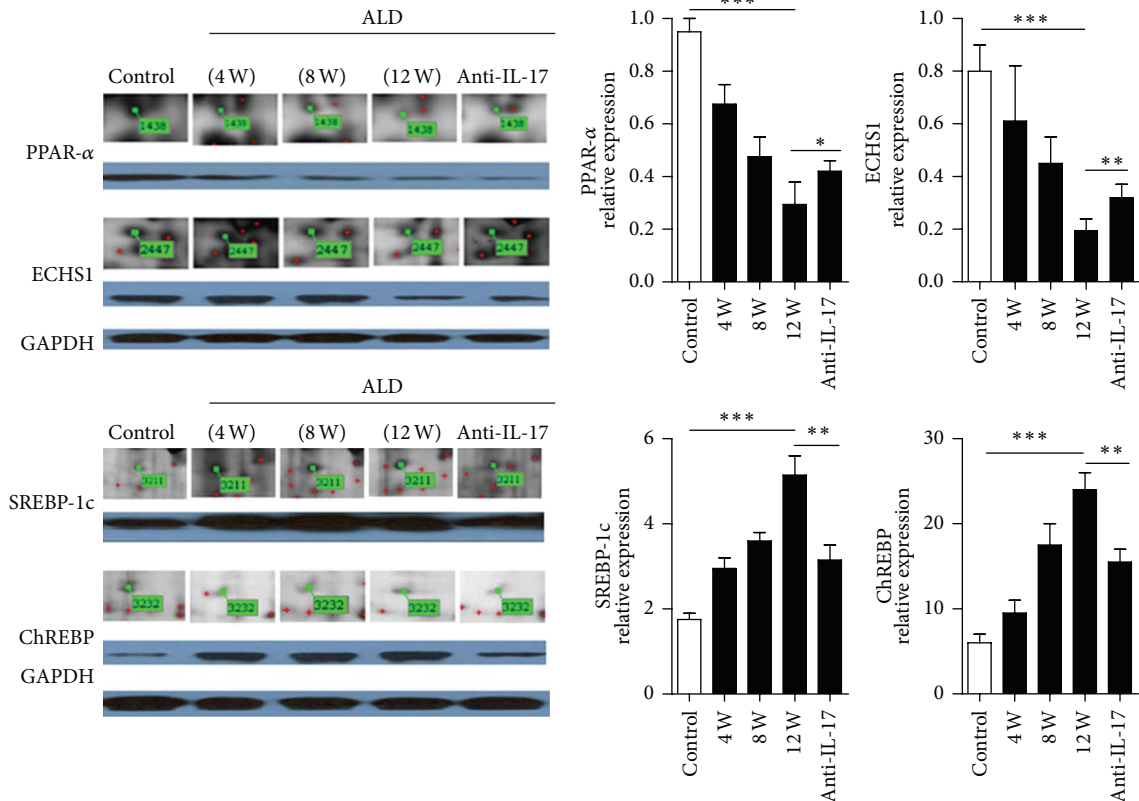 ALD
Control (4 W) (8 W) (12 W) Anti-IL-17
1438 1438 1438 1438 1438
PPAR-α
2447 2447 2447 2447 2447
ECHS1
GAPDH
ALD
Control (4 W) (8 W) (12 W) Anti-IL-17
3211 3211 3211 3211 3211
SREBP-1c
3232 3232 3232 3232 3232
ChREBP
GAPDH
***
*
1.0
0.8
0.6
0.4
0.2
0.0
PPAR-α
relative expression
Control
4 W
8 W
12 W
Anti-IL-17
***
**
1.0
0.8
0.6
0.4
0.2
0.0
ECHS1
relative expression
Control
4 W
8 W
12 W
Anti-IL-17
***
**
6
4
2
0
SREBP-1c
relative expression
Control
4 W
8 W
12 W
Anti-IL-17
***
**
30
20
10
0
ChREBP
relative expression
Control
4 W
8 W
12 W
Anti-IL-17